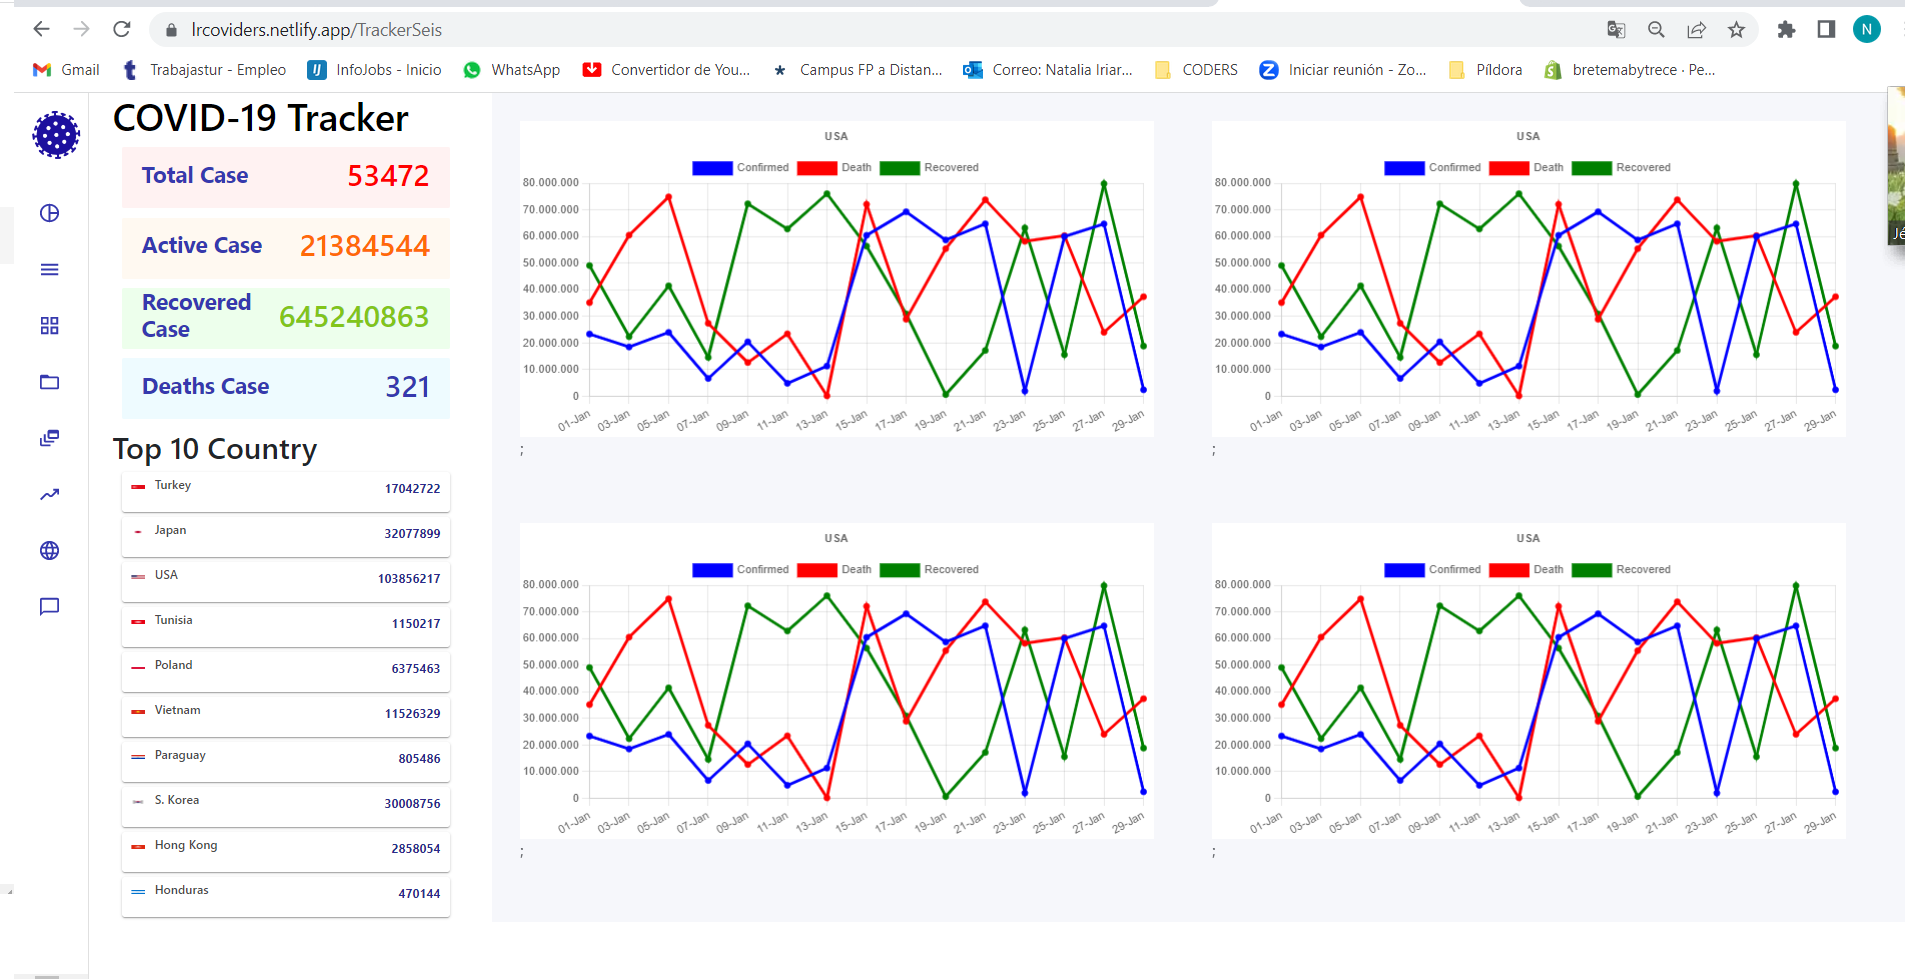 lrcoviders.netlify.app/TrackerSeis
N
Gmail
Trabajastur - Empleo
InfoJobs - Inicio
WhatsApp
Convertidor de You...
Campus FP a Distan...
Correo: Natalia Iriar...
CODERS
Iniciar reunión - Zo...
Píldora
bretemabytrece · Pe...
COVID-19 Tracker
Total Case 53472
Active Case 21384544
Recovered
Case
645240863
Deaths Case 321
Top 10 Country
Turkey 17042722
Japan 32077899
USA 103856217
Tunisia 1150217
Poland 6375463
Vietnam 11526329
Paraguay 805486
S. Korea 30008756
Hong Kong 2858054
Honduras 470144
USA
Confirmed Death Recovered
80.000.000
70.000.000
60.000.000
50.000.000
40.000.000
30.000.000
20.000.000
10.000.000
0
01-Jan 03-Jan 05-Jan 07-Jan 09-Jan 11-Jan 13-Jan 15-Jan 17-Jan 19-Jan 21-Jan 23-Jan 25-Jan 27-Jan 29-Jan
;
USA
Confirmed Death Recovered
80.000.000
70.000.000
60.000.000
50.000.000
40.000.000
30.000.000
20.000.000
10.000.000
0
01-Jan 03-Jan 05-Jan 07-Jan 09-Jan 11-Jan 13-Jan 15-Jan 17-Jan 19-Jan 21-Jan 23-Jan 25-Jan 27-Jan 29-Jan
;
USA
Confirmed Death Recovered
80.000.000
70.000.000
60.000.000
50.000.000
40.000.000
30.000.000
20.000.000
10.000.000
0
01-Jan 03-Jan 05-Jan 07-Jan 09-Jan 11-Jan 13-Jan 15-Jan 17-Jan 19-Jan 21-Jan 23-Jan 25-Jan 27-Jan 29-Jan
;
USA
Confirmed Death Recovered
80.000.000
70.000.000
60.000.000
50.000.000
40.000.000
30.000.000
20.000.000
10.000.000
0
01-Jan 03-Jan 05-Jan 07-Jan 09-Jan 11-Jan 13-Jan 15-Jan 17-Jan 19-Jan 21-Jan 23-Jan 25-Jan 27-Jan 29-Jan
;